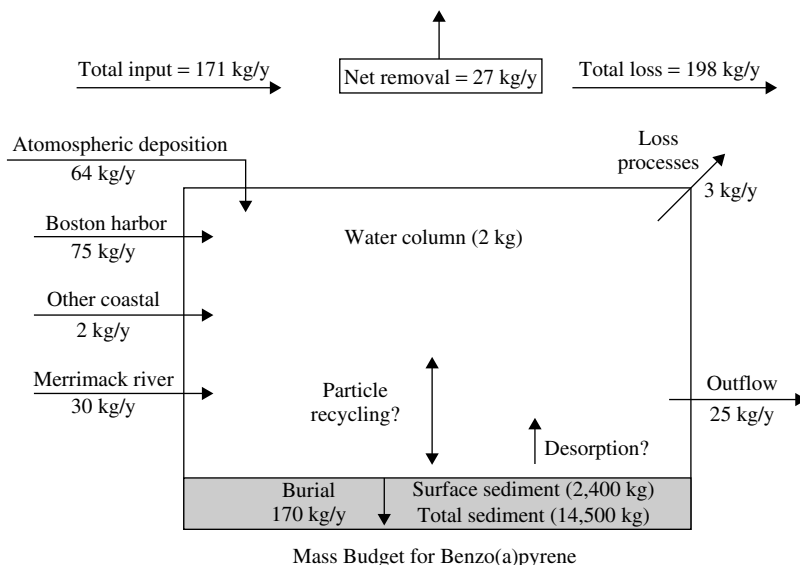 Total input = 171 kg/y
Net removal = 27 kg/y
Total loss = 198 kg/y
Atomospheric deposition
64 kg/y
Loss
processes
3 kg/y
Boston harbor
75 kg/y
Water column (2 kg)
Other coastal
2 kg/y
Merrimack river
30 kg/y
Particle
recycling?
Outflow
25 kg/y
Desorption?
Burial
170 kg/y
Surface sediment (2,400 kg)
Total sediment (14,500 kg)
Mass Budget for Benzo(a)pyrene